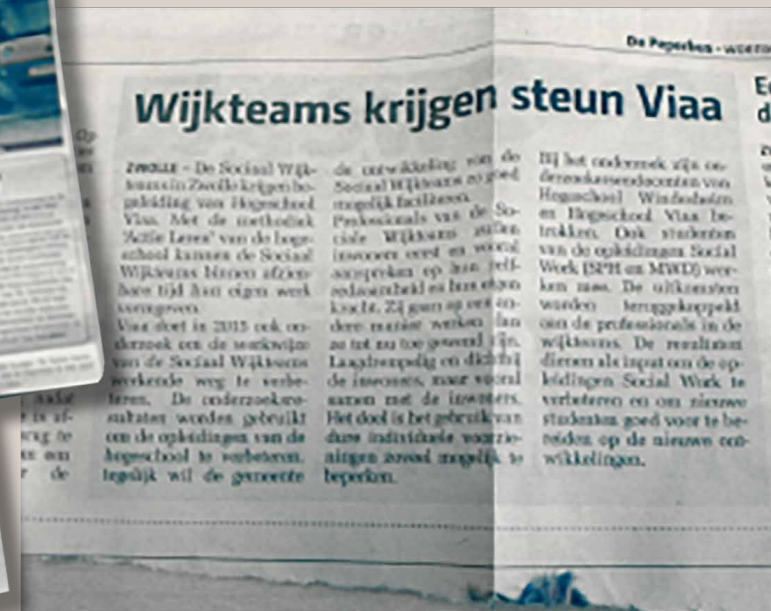 De Peperbus - woens
Wijkteams krijgen steun Viaa
ZWOLLE - De Sociaal Wijk-
teams in Zwolle krijgen be-
geleiding van Hogeschool
Viaa. Met de methodiek
'Actie Leren' van de hoge-
school kunnen de Sociaal
Wijkteams binnen afzien-
bare tijd hun eigen werk
vormgeven.
Viaa doet in 2015 ook on-
derzoek om de werkwijze
van de Sociaal Wijkteams
werkende weg te verbe-
teren. De onderzoeksre-
sultaten worden gebruikt
om de opleidingen van de
hogeschool te verbeteren.
tegelijk wil de gemeente
de ontwikkeling van de
Sociaal Wijkteams zo goed
mogelijk faciliteren.
Professionals van de So-
ciale Wijkteams zullen
inwoners eerst en vooral
aanspreken op hun zelf-
redzaamheid en hun eigen
kracht. Zij gaan op een an-
dere manier werken dan
ze tot nu toe gewend zijn.
Laagdrempelig en dichtbij
de inwoners, maar vooral
samen met de inwoners.
Het doel is het gebruik van
dure individuele voorzie-
ningen zoveel mogelijk te
beperken.
Bij het onderzoek zijn on-
derzoekers en docenten van
Hogeschool Windesheim
en Hogeschool Viaa be-
trokken. Ook studenten
van de opleidingen Social
Work (SPH en MWD) wer-
ken mee. De uitkomsten
worden teruggekoppeld
aan de professionals in de
wijkteams. De resultaten
dienen als input om de op-
leidingen Social Work te
verbeteren en om nieuwe
studenten goed voor te be-
reiden op de nieuwe ont-
wikkelingen.